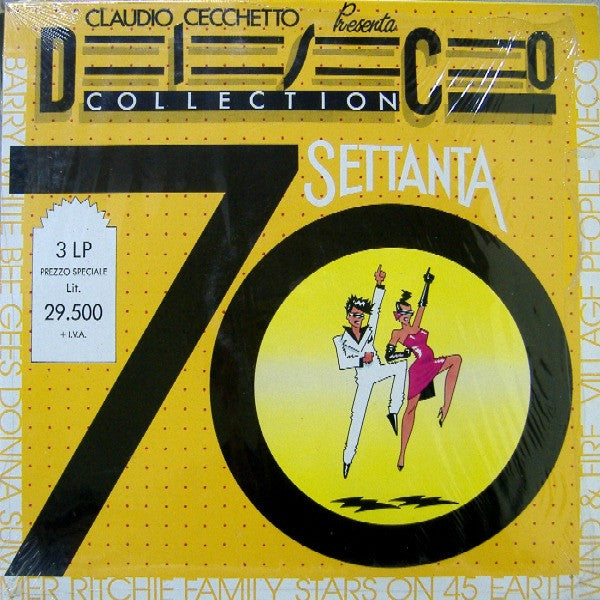 CLAUDIO CECCHETTO Presenta
DISCO
COLLECTION
70
SETTANTA
3 LP
PREZZO SPECIALE
Lit.
29.500
+ I.V.A.
BARRY WHITE BEE GEES DONNA SUMMER RITCHIE FAMILY STARS ON 45 EARTH WIND & FIRE VILLAGE PEOPLE MECO